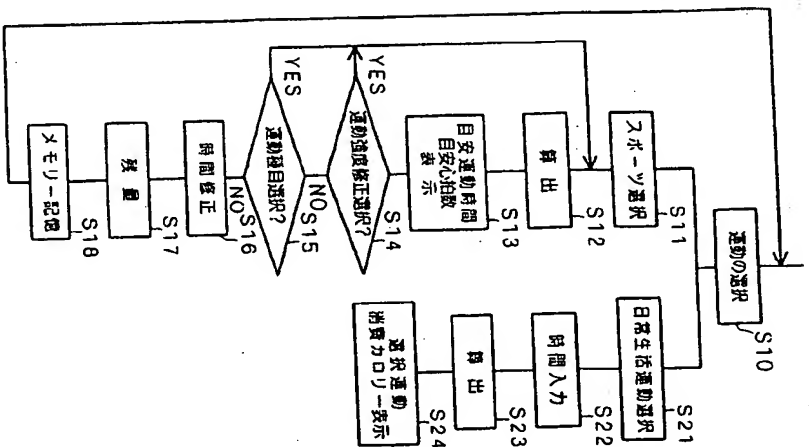 運動の選択
S10
スポーツ選択
S11
算出
S12
目安運動時間
目安心拍数
表示
S13
運動強度修正選択?
S14
YES
NO
運動種目選択?
S15
YES
NO
時間修正
S16
残量
S17
メモリー記憶
S18
日常生活運動選択
S21
時間入力
S22
算出
S23
選択運動
消費カロリー表示
S24